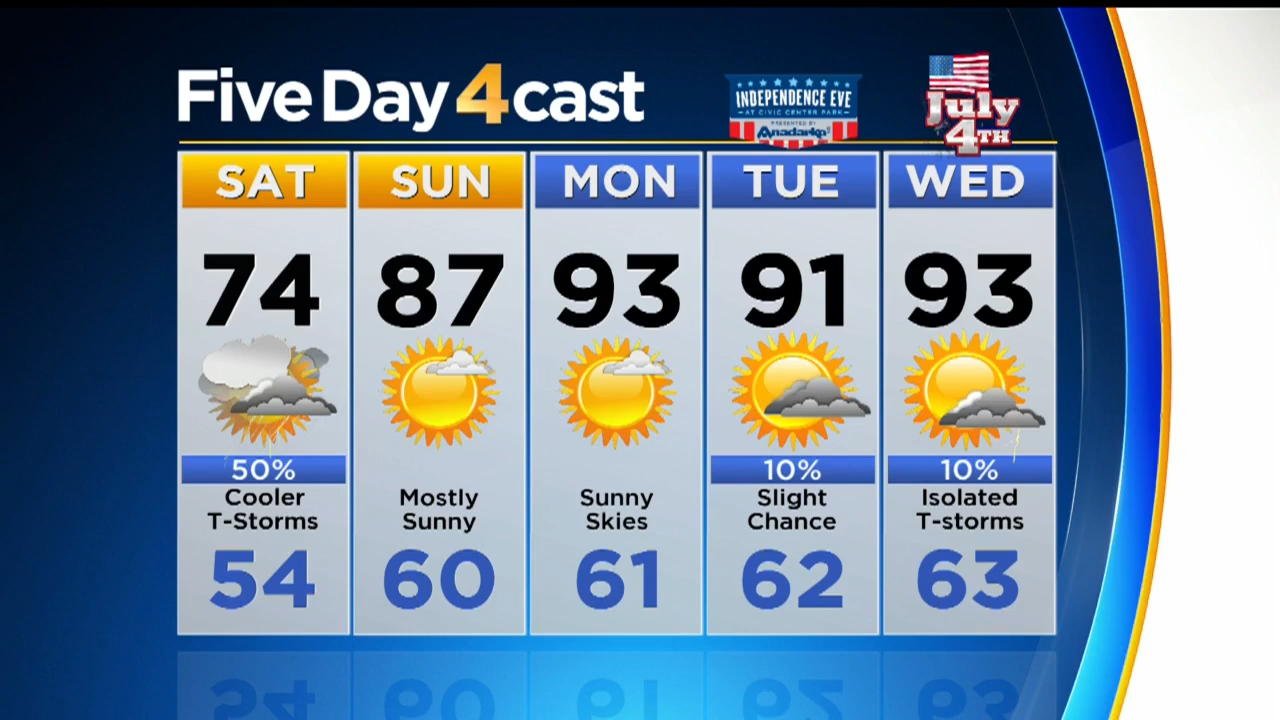 Five Day 4cast
INDEPENDENCE EVE
AT CIVIC CENTER PARK
PRESENTED BY
Anadarko
July
4TH
SAT SUN MON TUE WED
74 87 93 91 93
50% 10% 10%
Cooler Mostly Sunny Slight Isolated
T-Storms Sunny Skies Chance T-storms
54 60 61 62 63